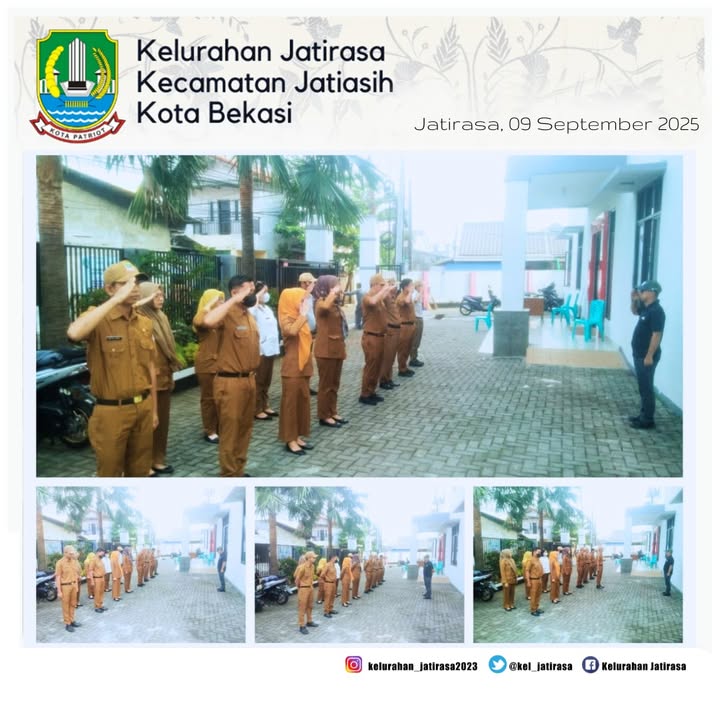 Kelurahan Jatirasa
Kecamatan Jatiasih
Kota Bekasi
KOTA PATRIOT
Jatirasa, 09 September 2025
kelurahan_jatirasa2023 @kel_jatirasa Kelurahan Jatirasa